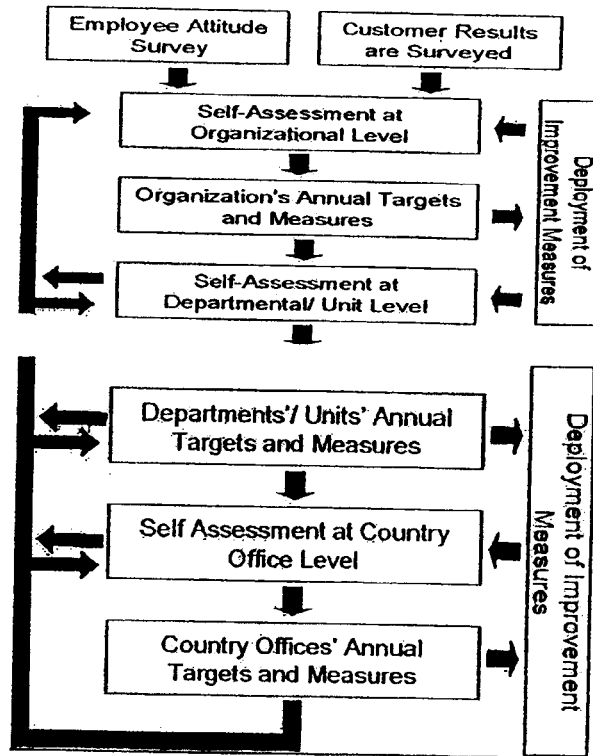 Employee Attitude
Survey
Customer Results
are Surveyed
Self-Assessment at
Organizational Level
Deployment of
Improvement Measures
Organization's Annual Targets
and Measures
Self-Assessment at
Departmental/ Unit Level
Departments'/ Units' Annual
Targets and Measures
Deployment of Improvement
Measures
Self Assessment at Country
Office Level
Country Offices' Annual
Targets and Measures